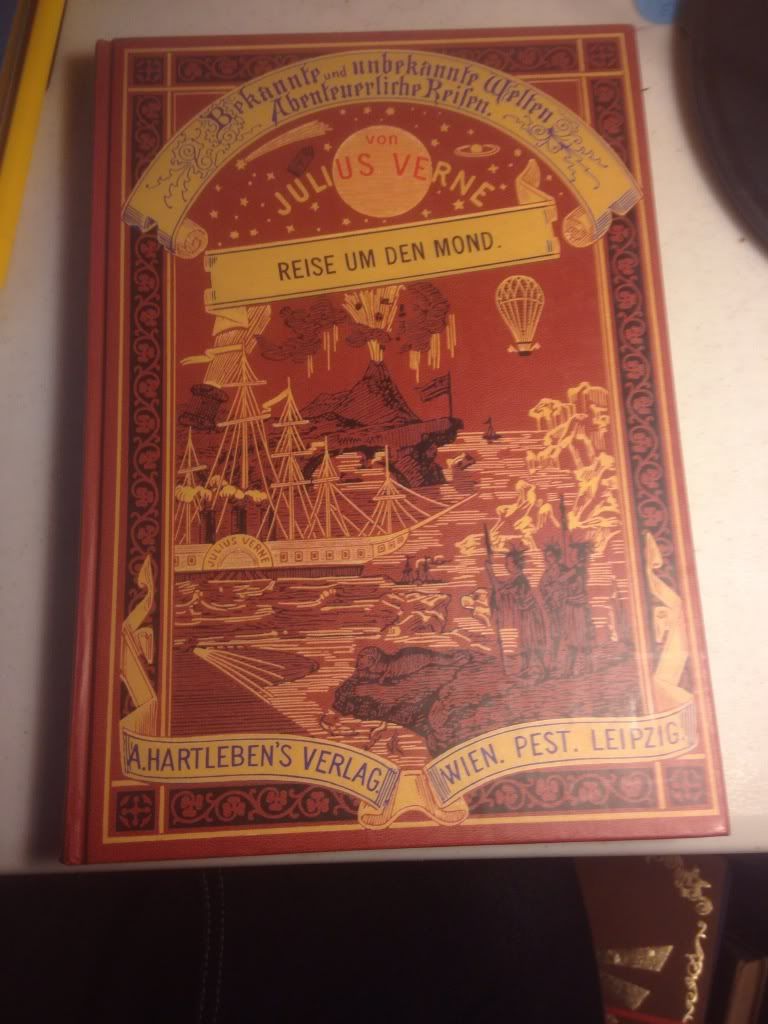 Bekannte und unbekannte Welten
Abenteuerliche Reisen.
von
JULIUS VERNE
REISE UM DEN MOND.
JULIUS VERNE
A.HARTLEBEN'S VERLAG.
WIEN. PEST. LEIPZIG.